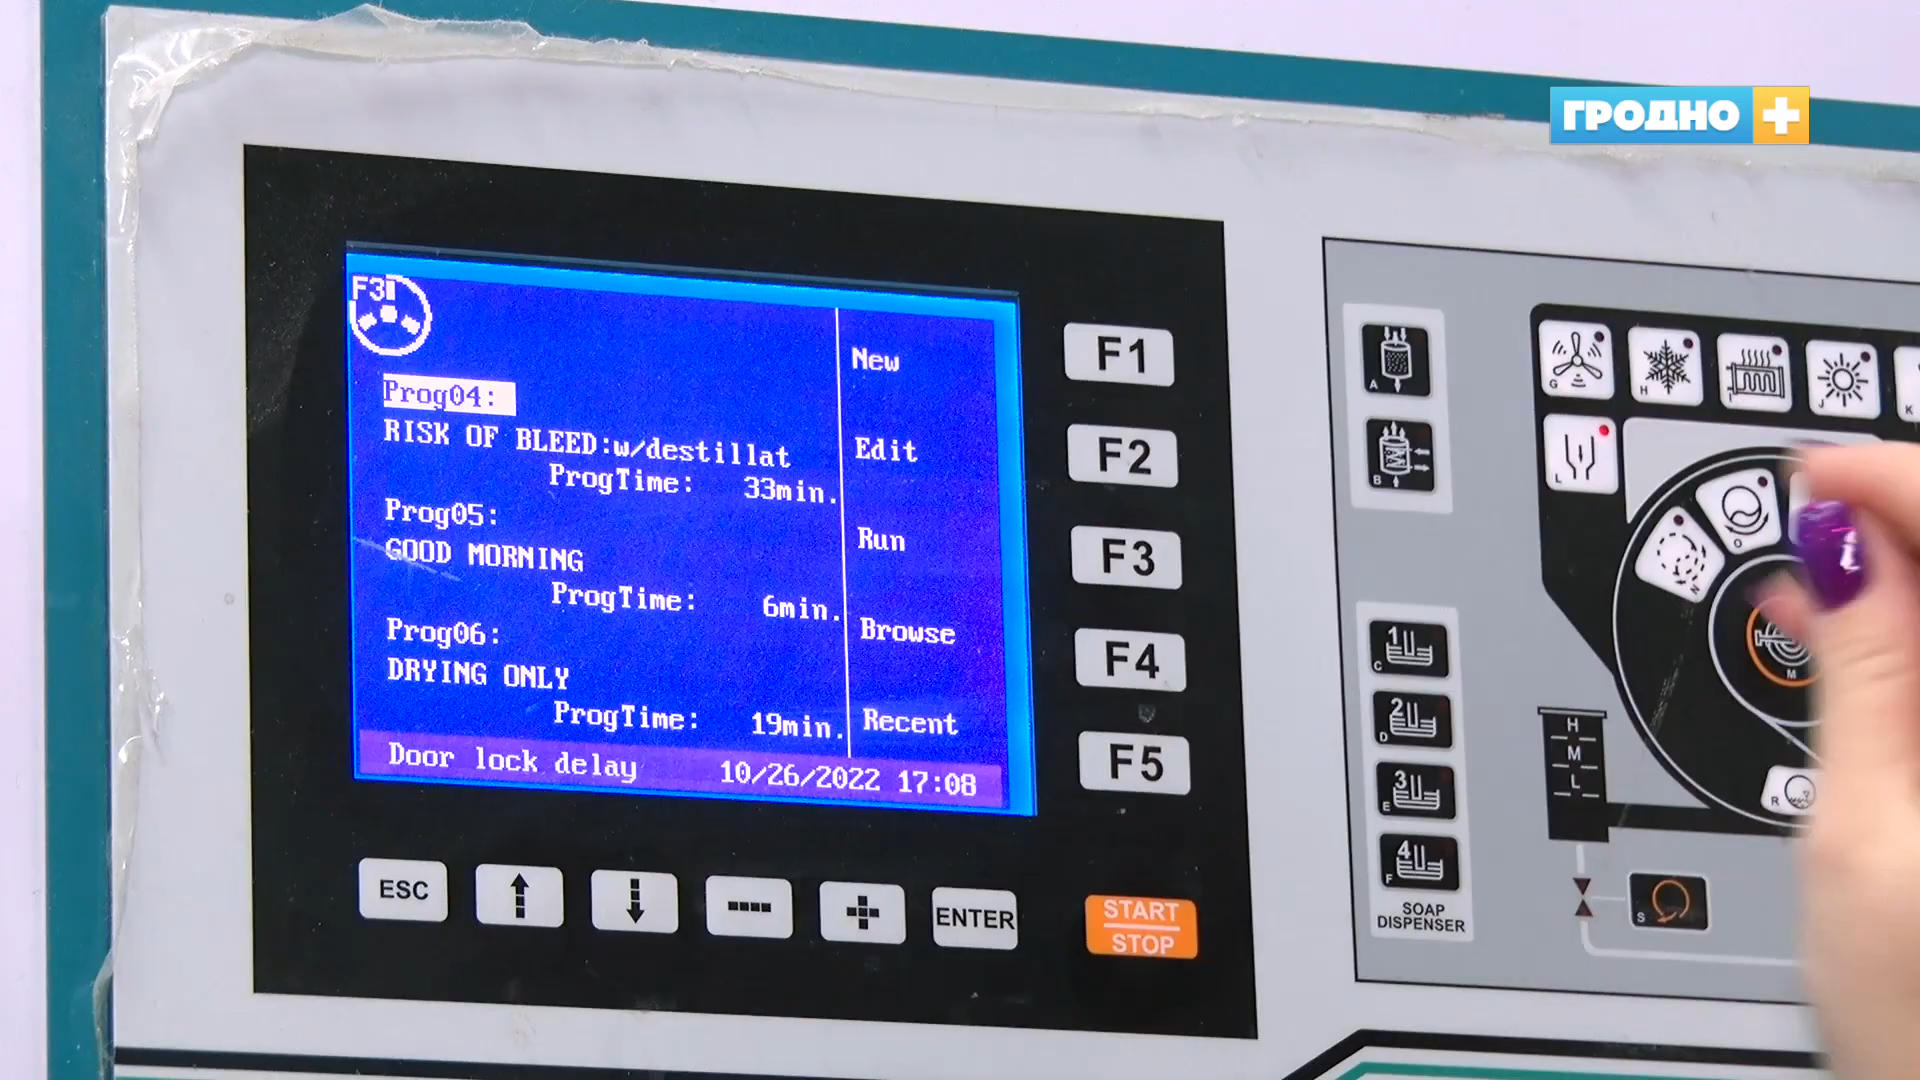 ГРОДНО +
F3
Prog04:
RISK OF BLEED:w/destillat
ProgTime: 33min.
Prog05:
GOOD MORNING
ProgTime: 6min.
Prog06:
DRYING ONLY
ProgTime: 19min.
Door lock delay 10/26/2022 17:08
New
Edit
Run
Browse
Recent
F1
F2
F3
F4
F5
ESC
ENTER
START
STOP
A
B
1
C
2
D
3
E
4
F
SOAP
DISPENSER
G
H
I
J
K
L
N
O
M
R
S
H
M
L